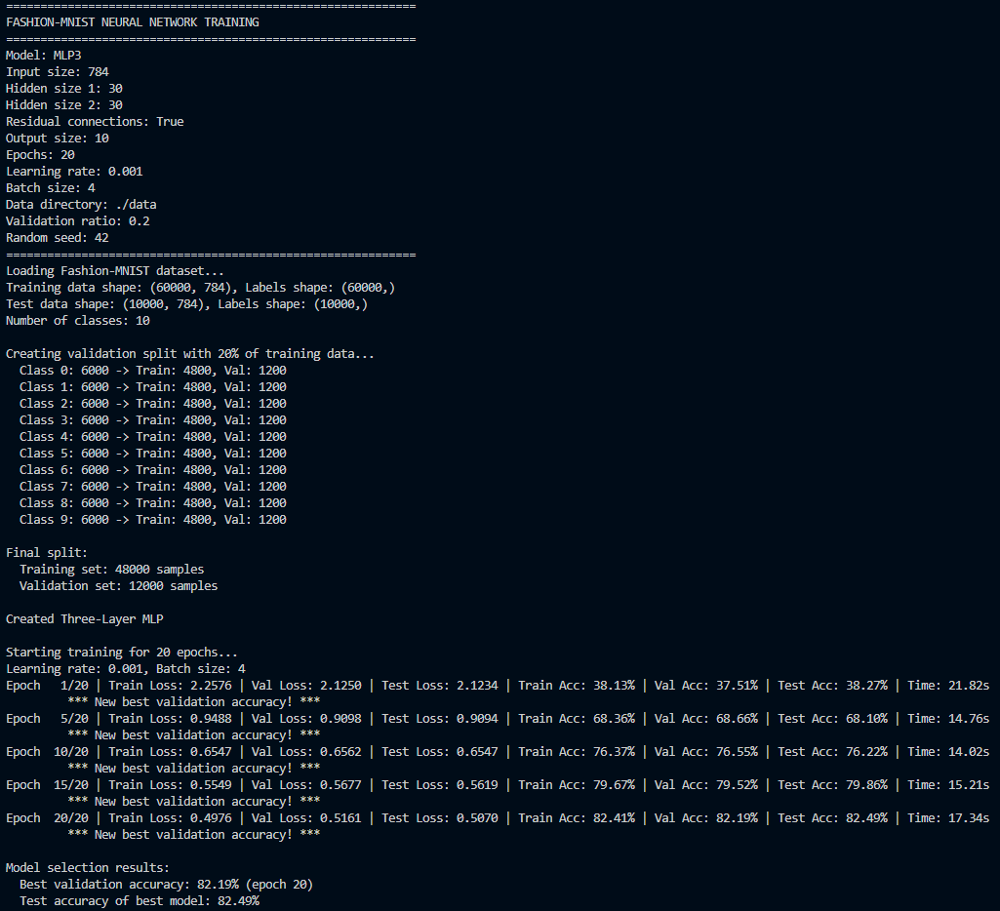 ============================================================
FASHION-MNIST NEURAL NETWORK TRAINING
============================================================
Model: MLP3
Input size: 784
Hidden size 1: 30
Hidden size 2: 30
Residual connections: True
Output size: 10
Epochs: 20
Learning rate: 0.001
Batch size: 4
Data directory: ./data
Validation ratio: 0.2
Random seed: 42
============================================================
Loading Fashion-MNIST dataset...
Training data shape: (60000, 784), Labels shape: (60000,)
Test data shape: (10000, 784), Labels shape: (10000,)
Number of classes: 10

Creating validation split with 20% of training data...
  Class 0: 6000 -> Train: 4800, Val: 1200
  Class 1: 6000 -> Train: 4800, Val: 1200
  Class 2: 6000 -> Train: 4800, Val: 1200
  Class 3: 6000 -> Train: 4800, Val: 1200
  Class 4: 6000 -> Train: 4800, Val: 1200
  Class 5: 6000 -> Train: 4800, Val: 1200
  Class 6: 6000 -> Train: 4800, Val: 1200
  Class 7: 6000 -> Train: 4800, Val: 1200
  Class 8: 6000 -> Train: 4800, Val: 1200
  Class 9: 6000 -> Train: 4800, Val: 1200

Final split:
  Training set: 48000 samples
  Validation set: 12000 samples

Created Three-Layer MLP

Starting training for 20 epochs...
Learning rate: 0.001, Batch size: 4
Epoch   1/20 | Train Loss: 2.2576 | Val Loss: 2.1250 | Test Loss: 2.1234 | Train Acc: 38.13% | Val Acc: 37.51% | Test Acc: 38.27% | Time: 21.82s
         *** New best validation accuracy! ***
Epoch   5/20 | Train Loss: 0.9488 | Val Loss: 0.9098 | Test Loss: 0.9094 | Train Acc: 68.36% | Val Acc: 68.66% | Test Acc: 68.10% | Time: 14.76s
         *** New best validation accuracy! ***
Epoch  10/20 | Train Loss: 0.6547 | Val Loss: 0.6562 | Test Loss: 0.6547 | Train Acc: 76.37% | Val Acc: 76.55% | Test Acc: 76.22% | Time: 14.02s
         *** New best validation accuracy! ***
Epoch  15/20 | Train Loss: 0.5549 | Val Loss: 0.5677 | Test Loss: 0.5619 | Train Acc: 79.67% | Val Acc: 79.52% | Test Acc: 79.86% | Time: 15.21s
         *** New best validation accuracy! ***
Epoch  20/20 | Train Loss: 0.4976 | Val Loss: 0.5161 | Test Loss: 0.5070 | Train Acc: 82.41% | Val Acc: 82.19% | Test Acc: 82.49% | Time: 17.34s
         *** New best validation accuracy! ***

Model selection results:
  Best validation accuracy: 82.19% (epoch 20)
  Test accuracy of best model: 82.49%